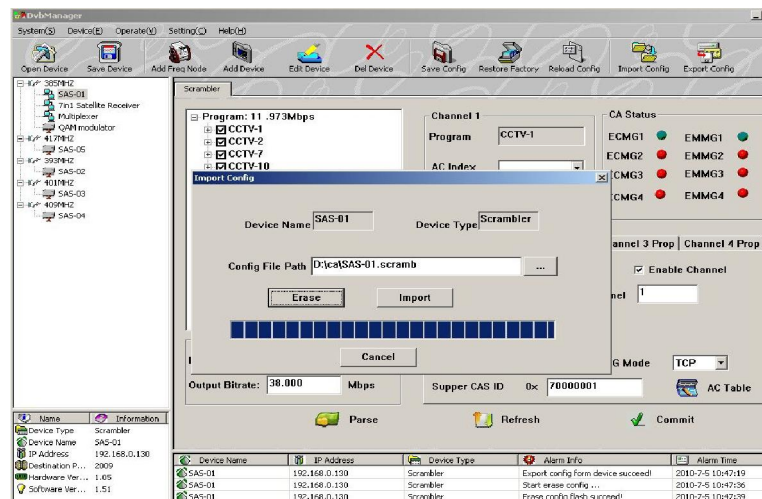 DvbManager
System(S) Device(E) Operate(V) Setting(C) Help(H)
Open Device Save Device Add Freq Node Add Device Edit Device Del Device Save Config Restore Factory Reload Config Import Config Export Config
385MHZ
SAS-01
7in1 Satellite Receiver
Multiplexer
QAM modulator
417MHZ
SAS-05
393MHZ
SAS-02
401MHZ
SAS-03
409MHZ
SAS-04
Scrambler
Program: 11 .973Mbps
CCTV-1
CCTV-2
CCTV-7
CCTV-10
Channel 1
Program CCTV-1
AC Index
CA Status
ECMG1 EMMG1
ECMG2 EMMG2
CMG3 EMMG3
CMG4 EMMG4
Import Config
Device Name SAS-01 Device Type Scrambler
Config File Path D:\ca\SAS-01.scramb ...
Erase Import
Cancel
annel 3 Prop Channel 4 Prop
Enable Channel
nel 1
G Mode TCP
Output Bitrate: 38.000 Mbps
Supper CAS ID 0x 70000001
AC Table
Parse Refresh Commit
Name Information
Device Type Scrambler
Device Name SAS-01
IP Address 192.168.0.130
Destination P... 2009
Hardware Ver... 1.05
Software Ver... 1.51
Device Name IP Address Device Type Alarm Info Alarm Time
SAS-01 192.168.0.130 Scrambler Export config form device succeed! 2010-7-5 10:47:19
SAS-01 192.168.0.130 Scrambler Start erase config ... 2010-7-5 10:47:36
SAS-01 192.168.0.130 Scrambler Erase config flash succeed! 2010-7-5 10:47:39